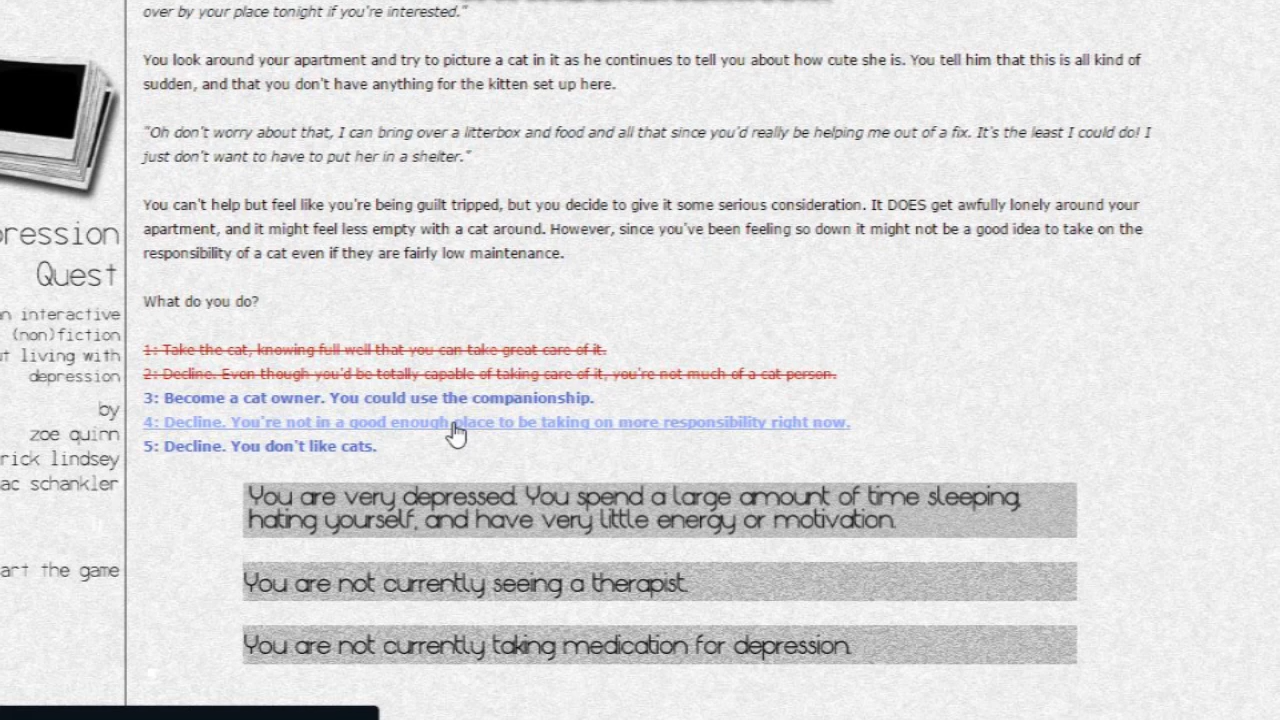 over by your place tonight if you're interested."
You look around your apartment and try to picture a cat in it as he continues to tell you about how cute she is. You tell him that this is all kind of
sudden, and that you don't have anything for the kitten set up here.
"Oh don't worry about that, I can bring over a litterbox and food and all that since you'd really be helping me out of a fix. It's the least I could do! I
just don't want to have to put her in a shelter."
You can't help but feel like you're being guilt tripped, but you decide to give it some serious consideration. It DOES get awfully lonely around your
apartment, and it might feel less empty with a cat around. However, since you've been feeling so down it might not be a good idea to take on the
responsibility of a cat even if they are fairly low maintenance.
What do you do?
1: Take the cat, knowing full well that you can take great care of it.
2: Decline. Even though you'd be totally capable of taking care of it, you're not much of a cat person.
3: Become a cat owner. You could use the companionship.
4: Decline. You're not in a good enough place to be taking on more responsibility right now.
5: Decline. You don't like cats.
You are very depressed. You spend a large amount of time sleeping,
hating yourself, and have very little energy or motivation.
You are not currently seeing a therapist.
You are not currently taking medication for depression.
pression
Quest
n interactive
(non)fiction
t living with
depression
by
zoe quinn
rick lindsey
ac schankler
art the game